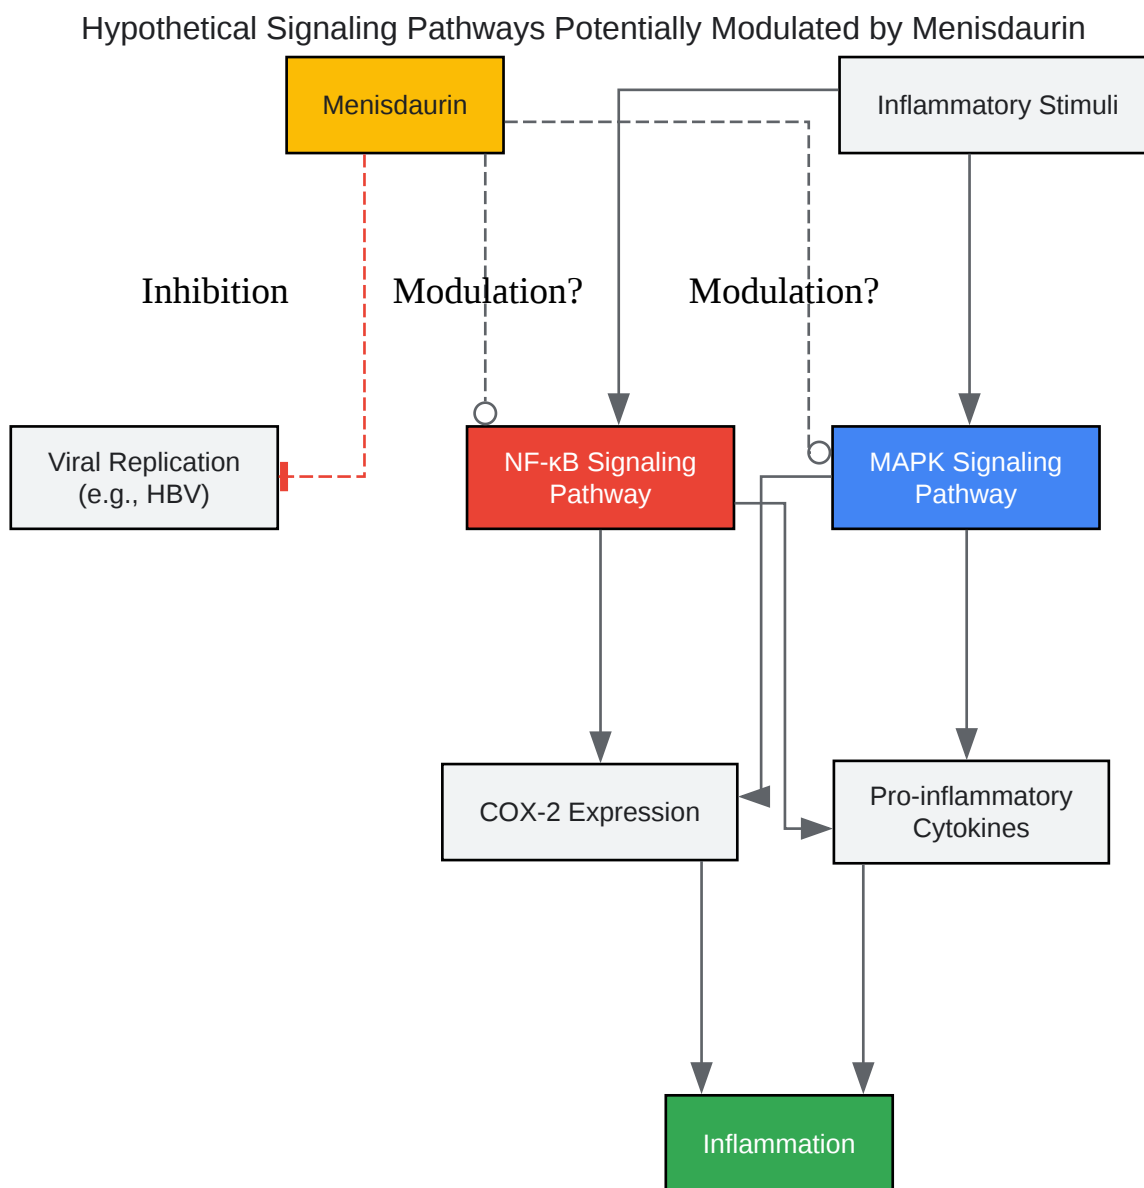 Hypothetical Signaling Pathways Potentially Modulated by Menisdaurin
Menisdaurin
Inflammatory Stimuli
Inhibition
Modulation?
Modulation?
Viral Replication
(e.g., HBV)
NF-κB Signaling
Pathway
MAPK Signaling
Pathway
COX-2 Expression
Pro-inflammatory
Cytokines
Inflammation